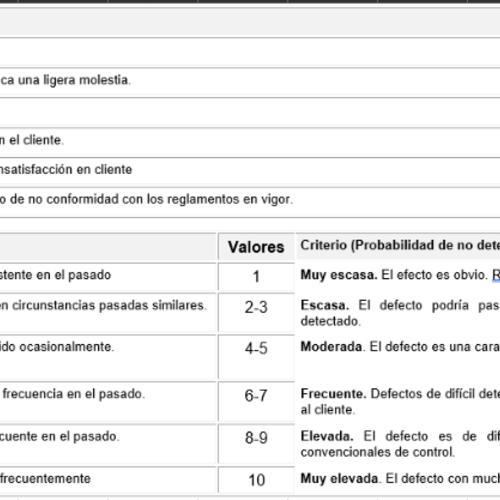 ca una ligera molestia.
n el cliente.
nsatisfacción en cliente
o de no conformidad con los reglamentos en vigor.
Valores Criterio (Probabilidad de no dete
stente en el pasado 1 Muy escasa. El efecto es obvio. R
en circunstancias pasadas similares. 2-3 Escasa. El defecto podría pas
detectado.
ido ocasionalmente. 4-5 Moderada. El defecto es una cara
frecuencia en el pasado. 6-7 Frecuente. Defectos de difícil dete
al cliente.
cuente en el pasado. 8-9 Elevada. El defecto es de dif
convencionales de control.
frecuentemente 10 Muy elevada. El defecto con much